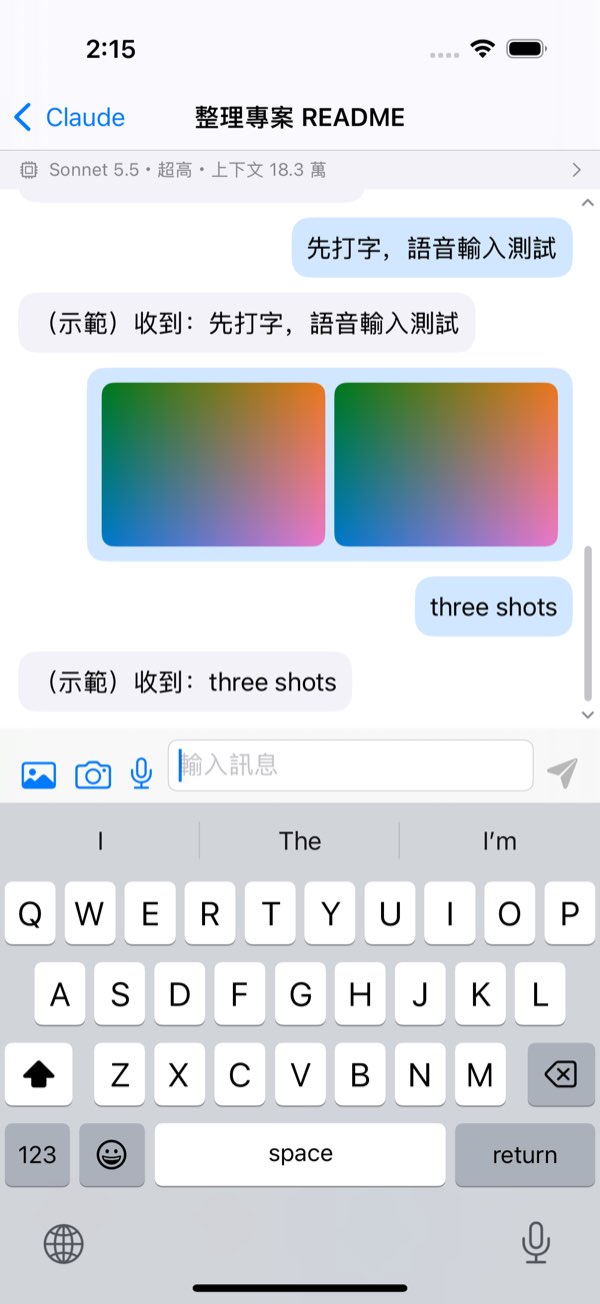 2:15
Claude
整理專案 README
Sonnet 5.5・超高・上下文 18.3 萬
先打字，語音輸入測試
（示範）收到：先打字，語音輸入測試
three shots
（示範）收到：three shots
輸入訊息
I
The
I'm
Q W E R T Y U I O P
A S D F G H J K L
Z X C V B N M
123
space
return